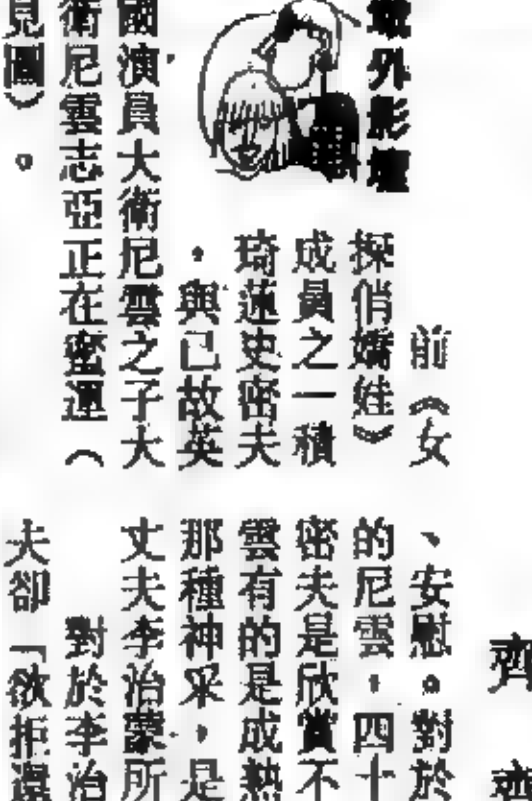 域外影壇
前《女
探俏嬌娃》
成員之一積
琦蓮史密夫
，與已故英
國演員大衛尼雲之子大
衛尼雲志亞正在蜜運（
見圖）。
齊
、安慰。對於
的尼雲，四十
密夫是欣賞不
雲有的是成熟
那種神采，是
丈夫李治蒙所
對於李治
夫卻「欲拒還